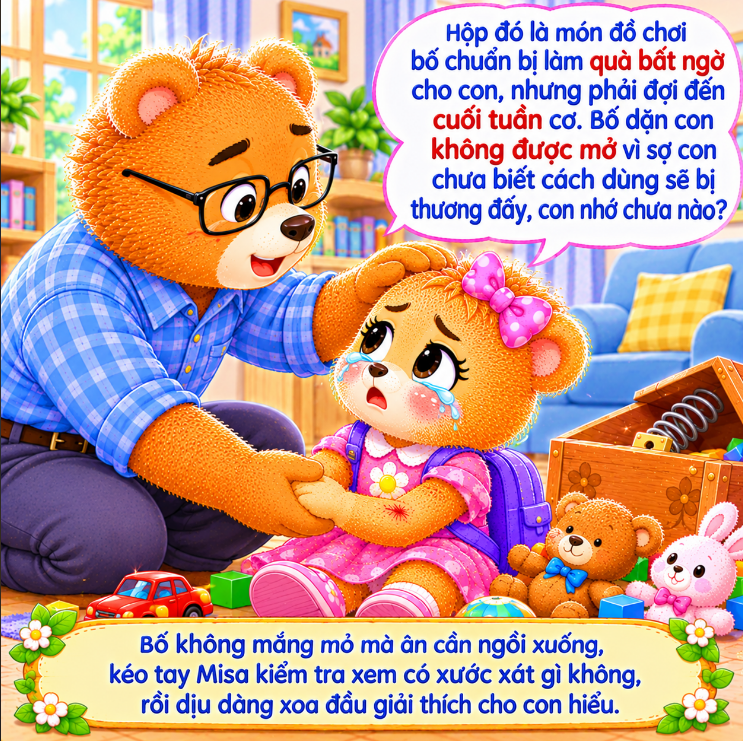 Hộp đó là món đồ chơi
bố chuẩn bị làm quà bất ngờ
cho con, nhưng phải đợi đến
cuối tuần cơ. Bố dặn con
không được mở vì sợ con
chưa biết cách dùng sẽ bị
thương đấy, con nhớ chưa nào?
Bố không mắng mỏ mà ân cần ngồi xuống,
kéo tay Misa kiểm tra xem có xước xát gì không,
rồi dịu dàng xoa đầu giải thích cho con hiểu.